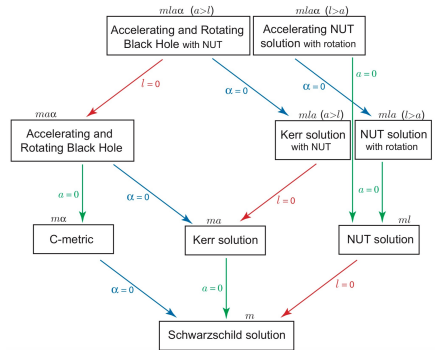 mlaα (a>l)
mlaα (l>a)
Accelerating and Rotating
Black Hole with NUT
Accelerating NUT
solution with rotation
l = 0
α = 0
α = 0
a = 0
maα
mla (a>l)
mla (l>a)
Accelerating and
Rotating Black Hole
Kerr solution
with NUT
NUT solution
with rotation
a = 0
α = 0
l = 0
a = 0
mα
ma
ml
C-metric
Kerr solution
NUT solution
α = 0
a = 0
l = 0
m
Schwarzschild solution